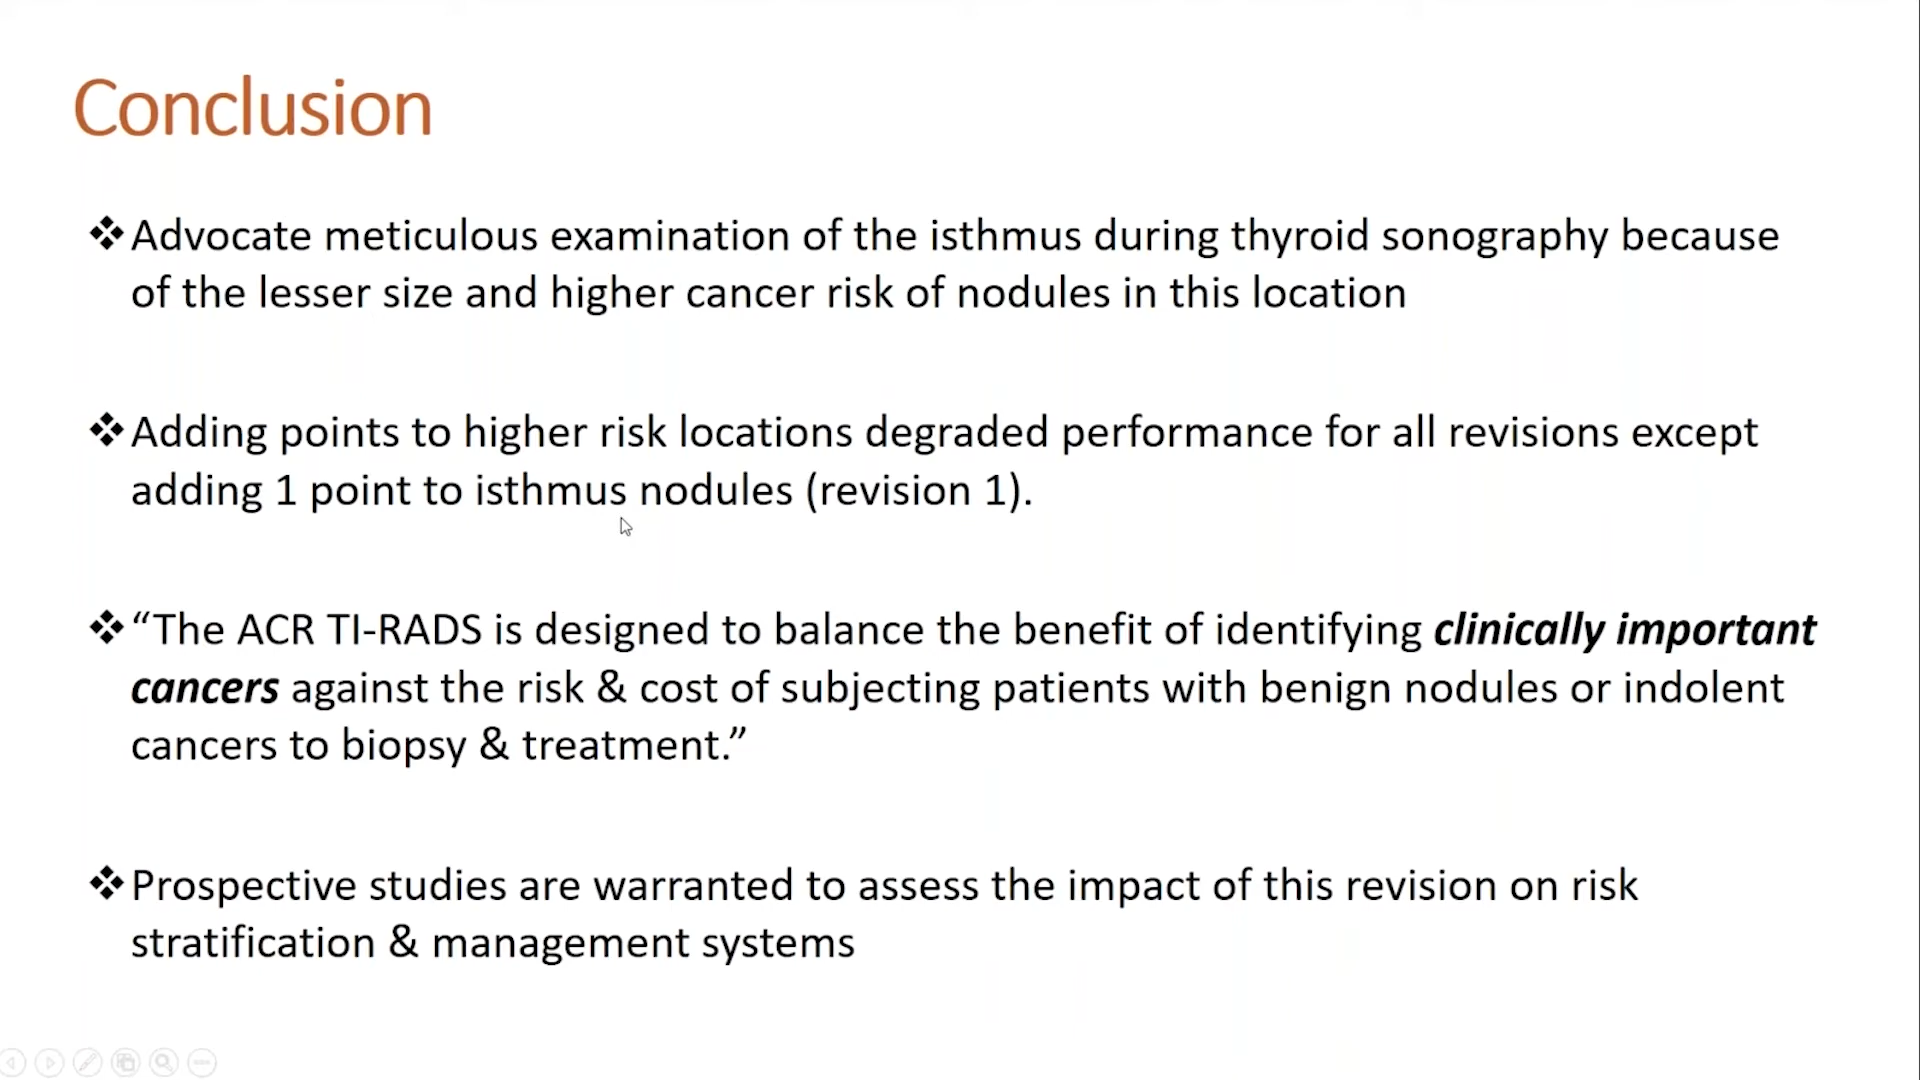 Conclusion
❖Advocate meticulous examination of the isthmus during thyroid sonography because
of the lesser size and higher cancer risk of nodules in this location
❖Adding points to higher risk locations degraded performance for all revisions except
adding 1 point to isthmus nodules (revision 1).
❖“The ACR TI-RADS is designed to balance the benefit of identifying clinically important
cancers against the risk & cost of subjecting patients with benign nodules or indolent
cancers to biopsy & treatment.”
❖Prospective studies are warranted to assess the impact of this revision on risk
stratification & management systems